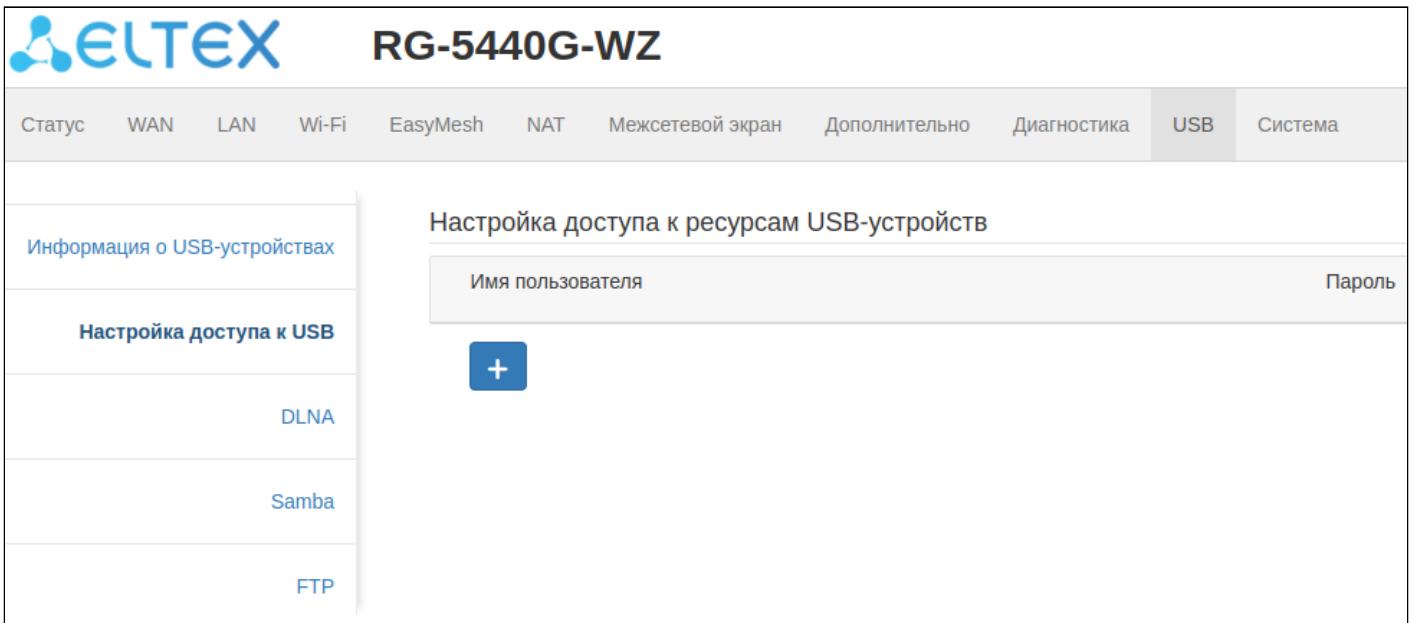 ELTEX RG-5440G-WZ
Статус WAN LAN Wi-Fi EasyMesh NAT Межсетевой экран Дополнительно Диагностика USB Система
Информация о USB-устройствах
Настройка доступа к USB
DLNA
Samba
FTP
Настройка доступа к ресурсам USB-устройств
Имя пользователя Пароль
+